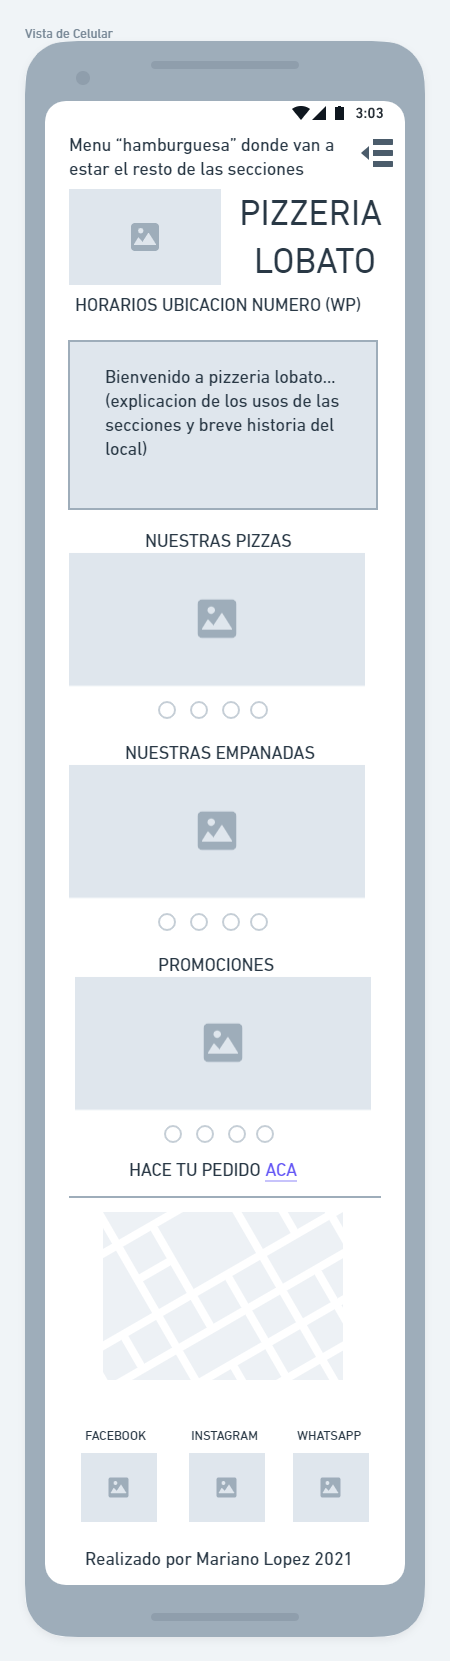 Vista de Celular
3:03
Menu “hamburguesa” donde van a
estar el resto de las secciones
PIZZERIA
LOBATO
HORARIOS UBICACION NUMERO (WP)
Bienvenido a pizzeria lobato...
(explicacion de los usos de las
secciones y breve historia del
local)
NUESTRAS PIZZAS
NUESTRAS EMPANADAS
PROMOCIONES
HACE TU PEDIDO ACA
FACEBOOK INSTAGRAM WHATSAPP
Realizado por Mariano Lopez 2021